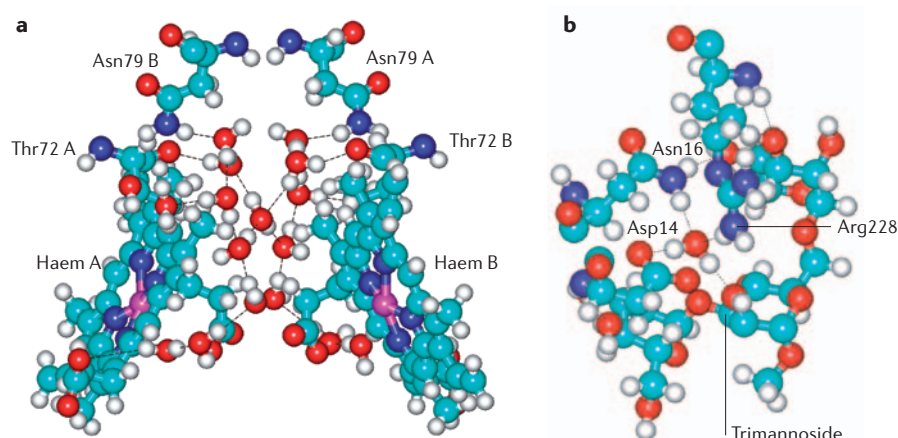 a
Asn79 B
Asn79 A
Thr72 A
Thr72 B
Haem A
Haem B
b
Asn16
Asp14
Arg228
Trimannoside